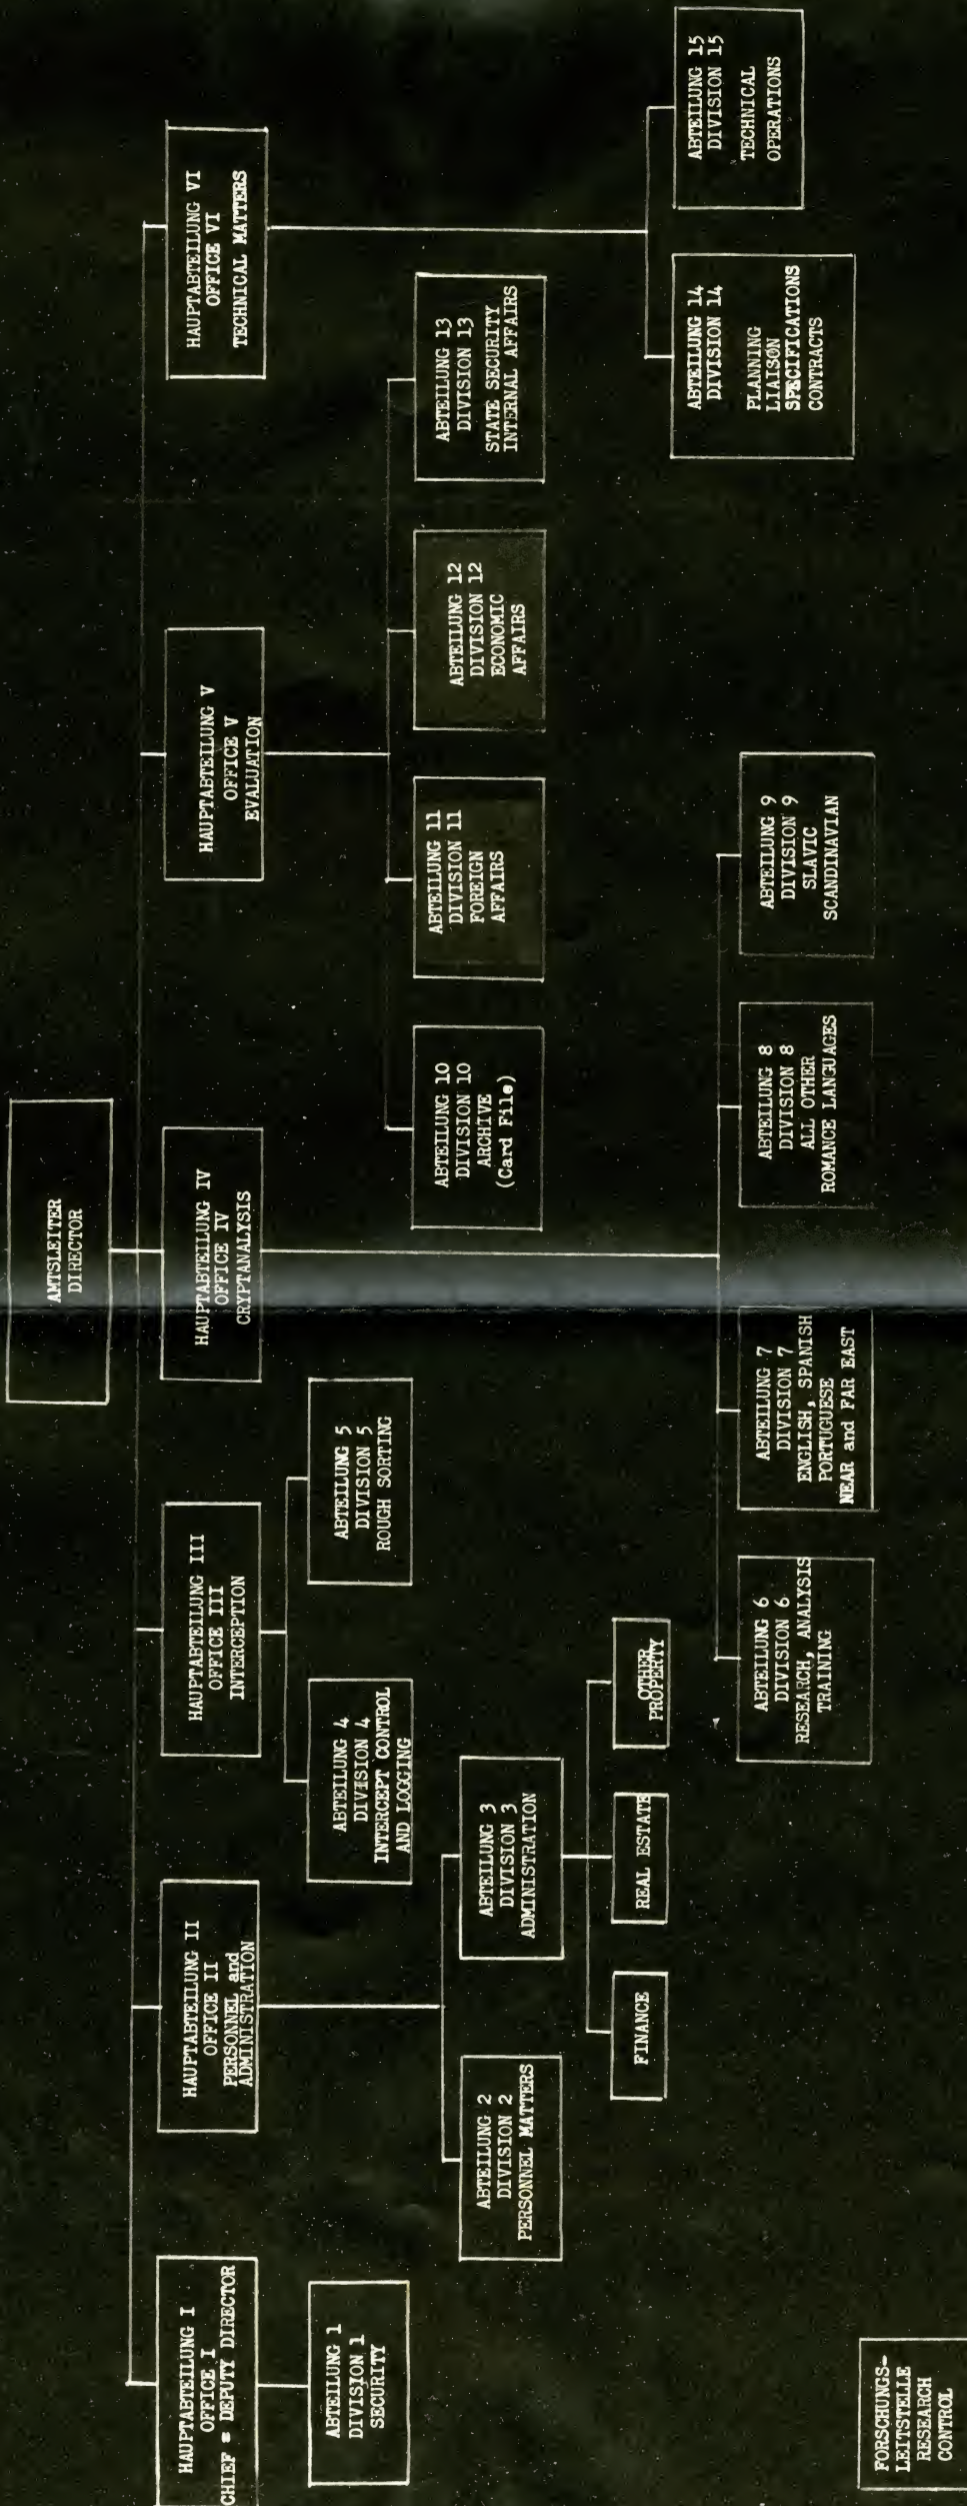 AMTSLEITER
DIRECTOR
HAUPTABTEILUNG I
OFFICE I
CHIEF = DEPUTY DIRECTOR
HAUPTABTEILUNG II
OFFICE II
PERSONNEL and
ADMINISTRATION
HAUPTABTEILUNG III
OFFICE III
INTERCEPTION
HAUPTABTEILUNG IV
OFFICE IV
CRYPTANALYSIS
HAUPTABTEILUNG V
OFFICE V
EVALUATION
HAUPTABTEILUNG VI
OFFICE VI
TECHNICAL MATTERS
ABTEILUNG 1
DIVISION 1
SECURITY
ABTEILUNG 4
DIVISION 4
INTERCEPT CONTROL
AND LOGGING
ABTEILUNG 5
DIVISION 5
ROUGH SORTING
ABTEILUNG 10
DIVISION 10
ARCHIVE
(Card File)
ABTEILUNG 11
DIVISION 11
FOREIGN
AFFAIRS
ABTEILUNG 12
DIVISION 12
ECONOMIC
AFFAIRS
ABTEILUNG 13
DIVISION 13
STATE SECURITY
INTERNAL AFFAIRS
ABTEILUNG 2
DIVISION 2
PERSONNEL MATTERS
ABTEILUNG 3
DIVISION 3
ADMINISTRATION
FINANCE
REAL ESTATE
OTHER
PROPERTY
ABTEILUNG 14
DIVISION 14
PLANNING
LIAISON
SPECIFICATIONS
CONTRACTS
ABTEILUNG 15
DIVISION 15
TECHNICAL
OPERATIONS
ABTEILUNG 6
DIVISION 6
RESEARCH, ANALYSIS
TRAINING
ABTEILUNG 7
DIVISION 7
ENGLISH, SPANISH
PORTUGUESE
NEAR and FAR EAST
ABTEILUNG 8
DIVISION 8
ALL OTHER
ROMANCE LANGUAGES
ABTEILUNG 9
DIVISION 9
SLAVIC
SCANDINAVIAN
FORSCHUNGS-
LEITSTELLE
RESEARCH
CONTROL